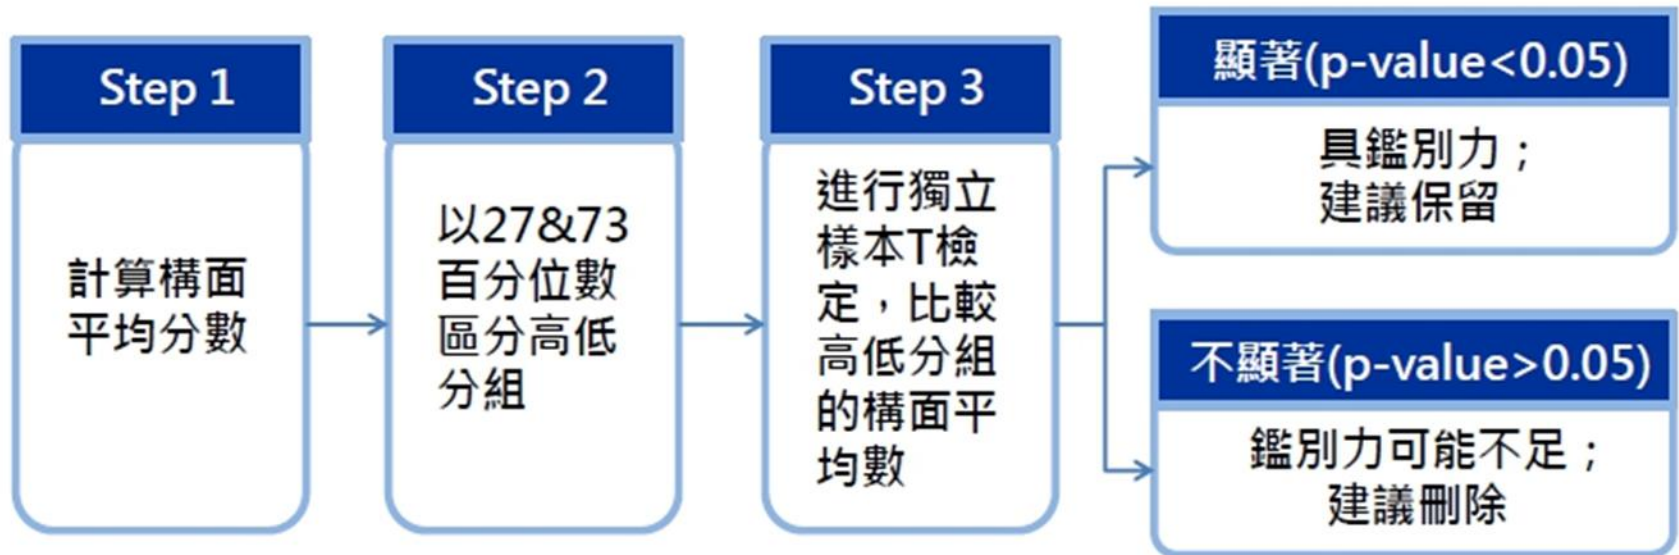 Step 1
計算構面
平均分數
Step 2
以27&73
百分位數
區分高低
分組
Step 3
進行獨立
樣本T檢
定，比較
高低分組
的構面平
均數
顯著(p-value<0.05)
具鑑別力；
建議保留
不顯著(p-value>0.05)
鑑別力可能不足；
建議刪除